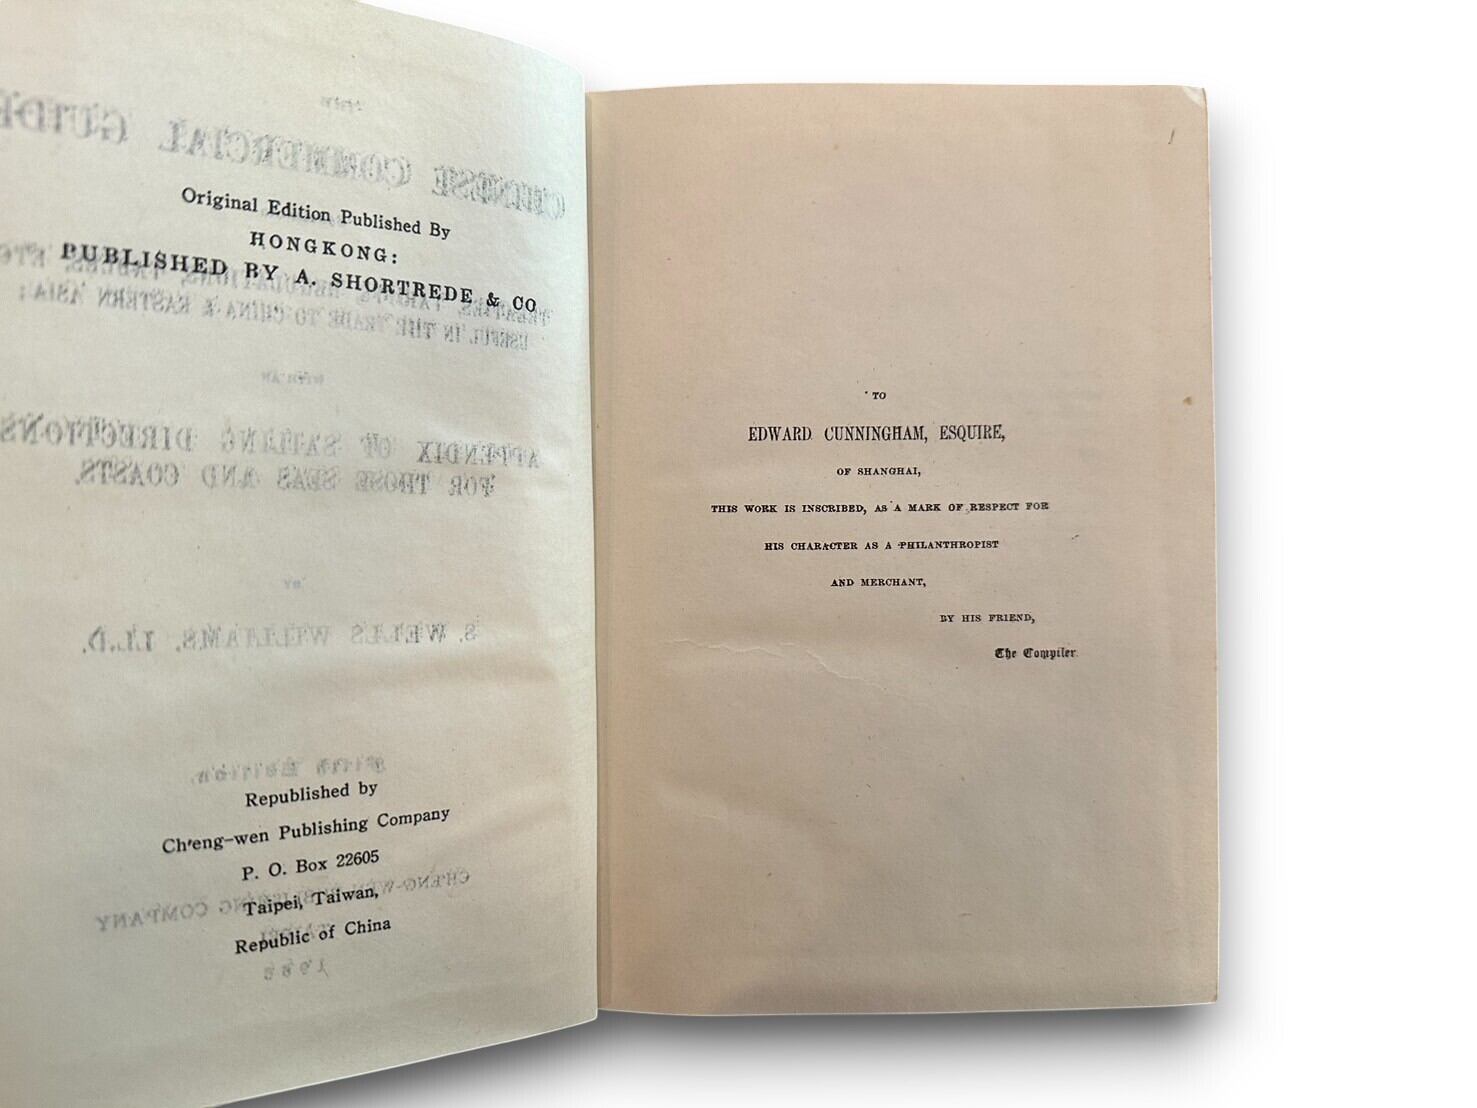 Original Edition Published By
HONGKONG:
PUBLISHED BY A. SHORTREDE & CO
Republished by
Ch'eng-wen Publishing Company
P. O. Box 22605
Taipei, Taiwan,
Republic of China
TO
EDWARD CUNNINGHAM, ESQUIRE,
OF SHANGHAI,
THIS WORK IS INSCRIBED, AS A MARK OF RESPECT FOR
HIS CHARACTER AS A PHILANTHROPIST
AND MERCHANT,
BY HIS FRIEND,
The Compiler.